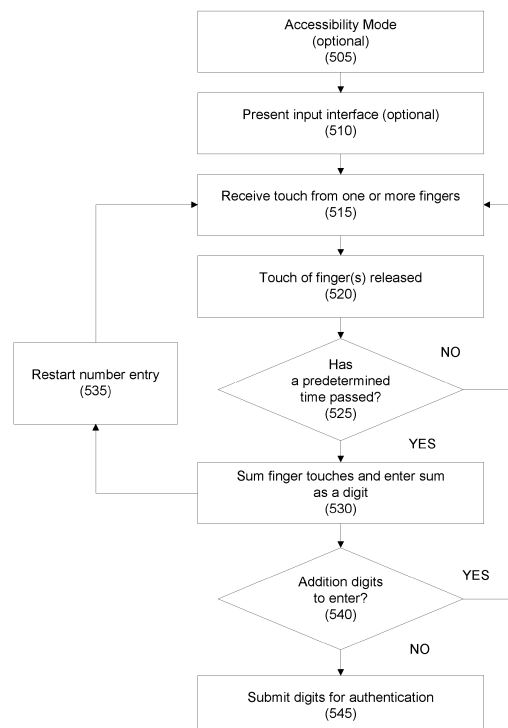 Accessibility Mode
(optional)
(505)
Present input interface (optional)
(510)
Receive touch from one or more fingers
(515)
Touch of finger(s) released
(520)
Has
a predetermined
time passed?
(525)
NO
YES
Restart number entry
(535)
Sum finger touches and enter sum
as a digit
(530)
Addition digits
to enter?
(540)
YES
NO
Submit digits for authentication
(545)